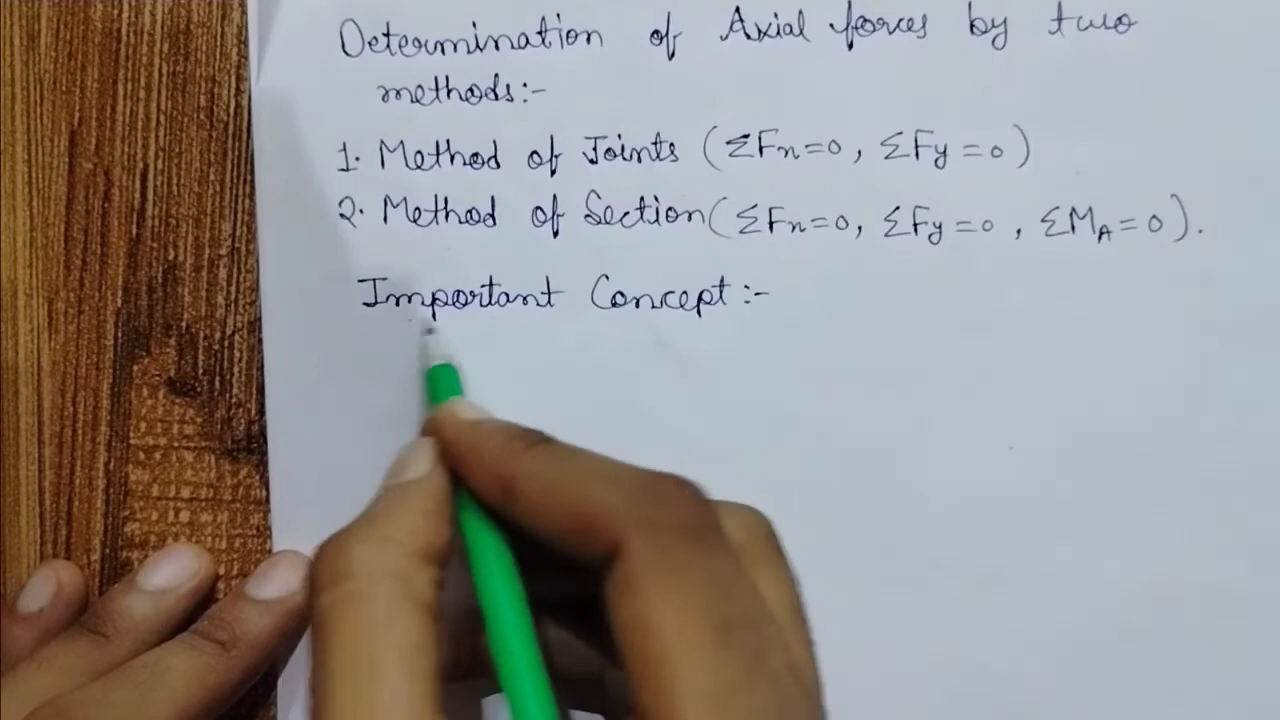 Determination of Axial forces by two
methods:-
1. Method of Joints (ΣFx=0, ΣFy=0)
2. Method of Section(ΣFx=0, ΣFy=0, ΣM_A=0).
Important Concept:-